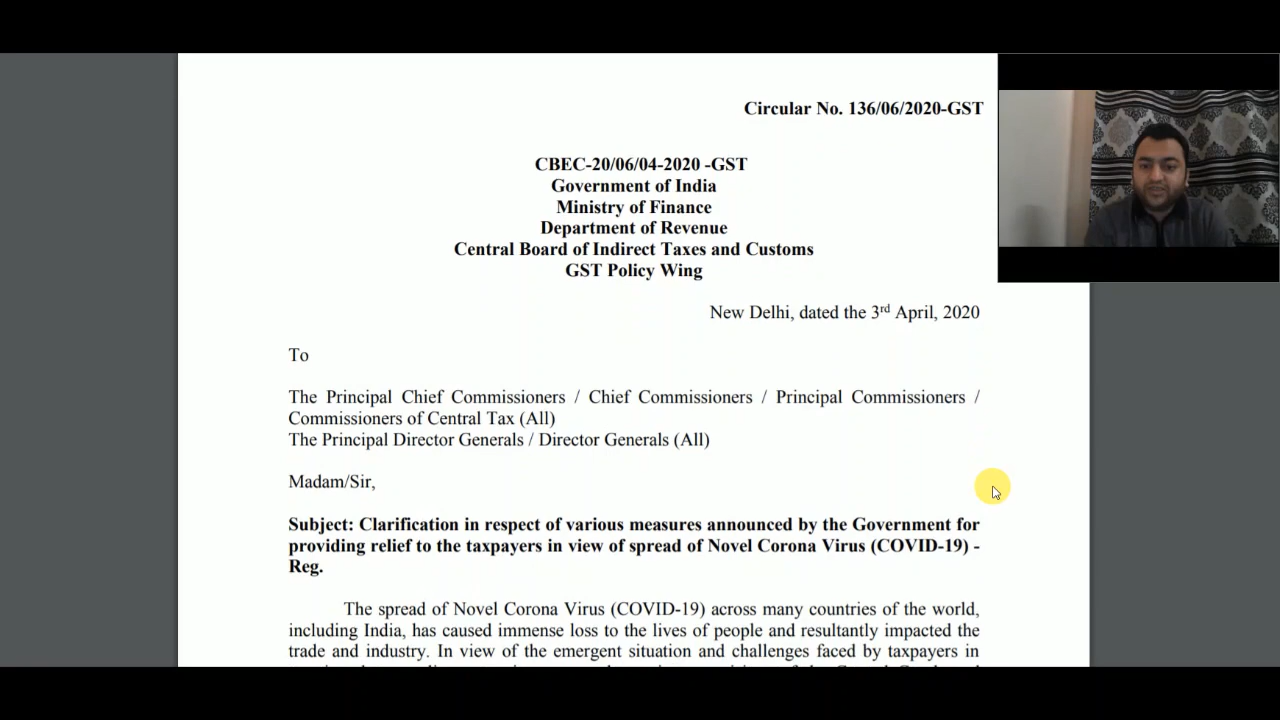 Circular No. 136/06/2020-GST
CBEC-20/06/04-2020 -GST
Government of India
Ministry of Finance
Department of Revenue
Central Board of Indirect Taxes and Customs
GST Policy Wing
New Delhi, dated the 3rd April, 2020
To
The Principal Chief Commissioners / Chief Commissioners / Principal Commissioners /
Commissioners of Central Tax (All)
The Principal Director Generals / Director Generals (All)
Madam/Sir,
Subject: Clarification in respect of various measures announced by the Government for
providing relief to the taxpayers in view of spread of Novel Corona Virus (COVID-19) -
Reg.
The spread of Novel Corona Virus (COVID-19) across many countries of the world,
including India, has caused immense loss to the lives of people and resultantly impacted the
trade and industry. In view of the emergent situation and challenges faced by taxpayers in